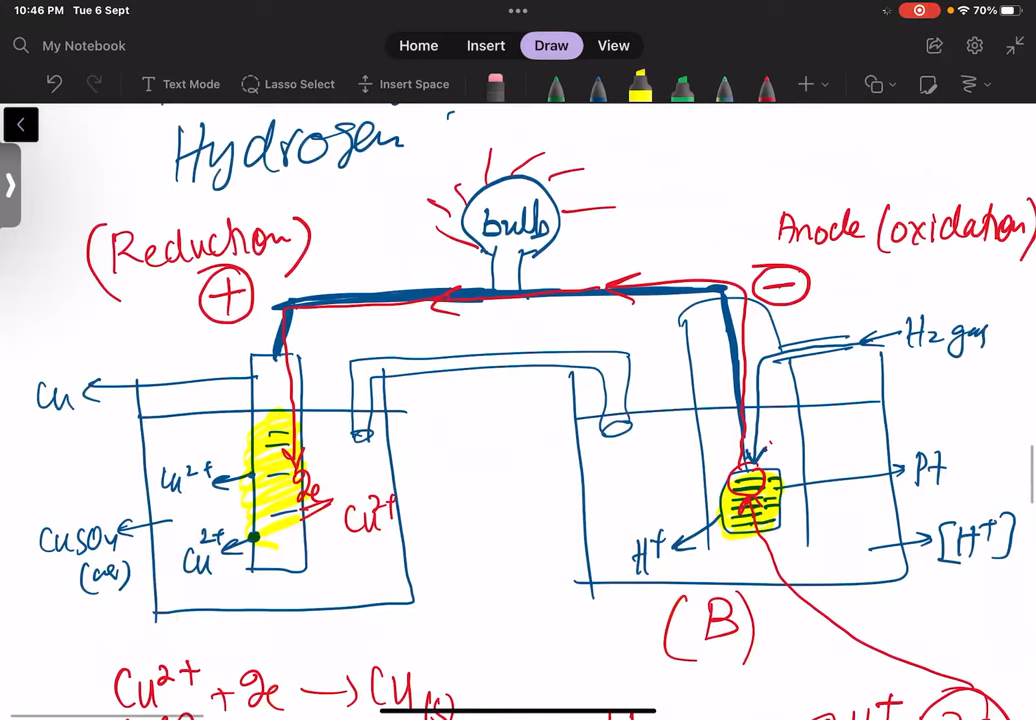 10:46 PM Tue 6 Sept
70%
My Notebook
Home Insert Draw View
Text Mode Lasso Select Insert Space
Hydrogen
bulb
(Reduction)
Anode (oxidation)
+
−
H2 gas
Cu
Cu2+
2e
Cu2+
Pt
CuSO4
(aq)
Cu2+
H+
[H+]
(B)
Cu2+ + 2e → Cu(s)